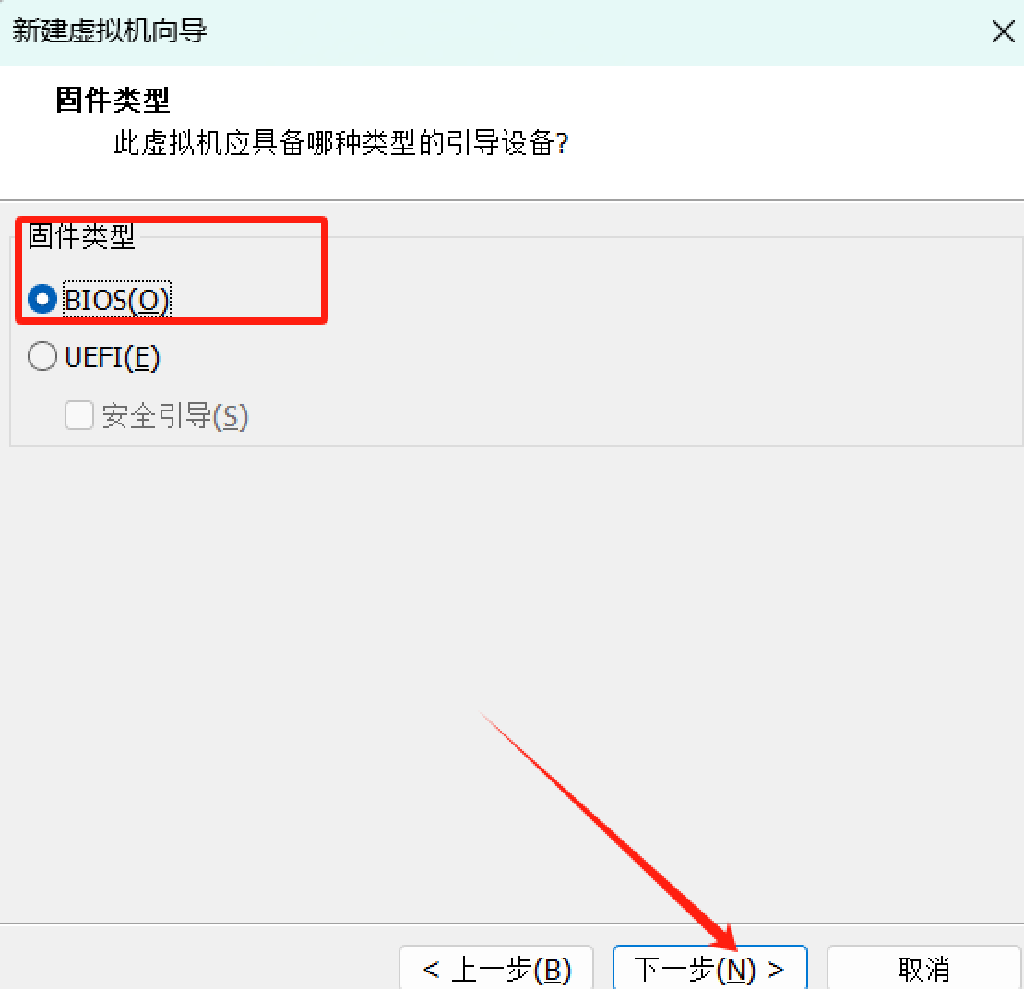 新建虚拟机向导
固件类型
此虚拟机应具备哪种类型的引导设备?
固件类型
BIOS(O)
UEFI(E)
安全引导(S)
< 上一步(B)
下一步(N) >
取消